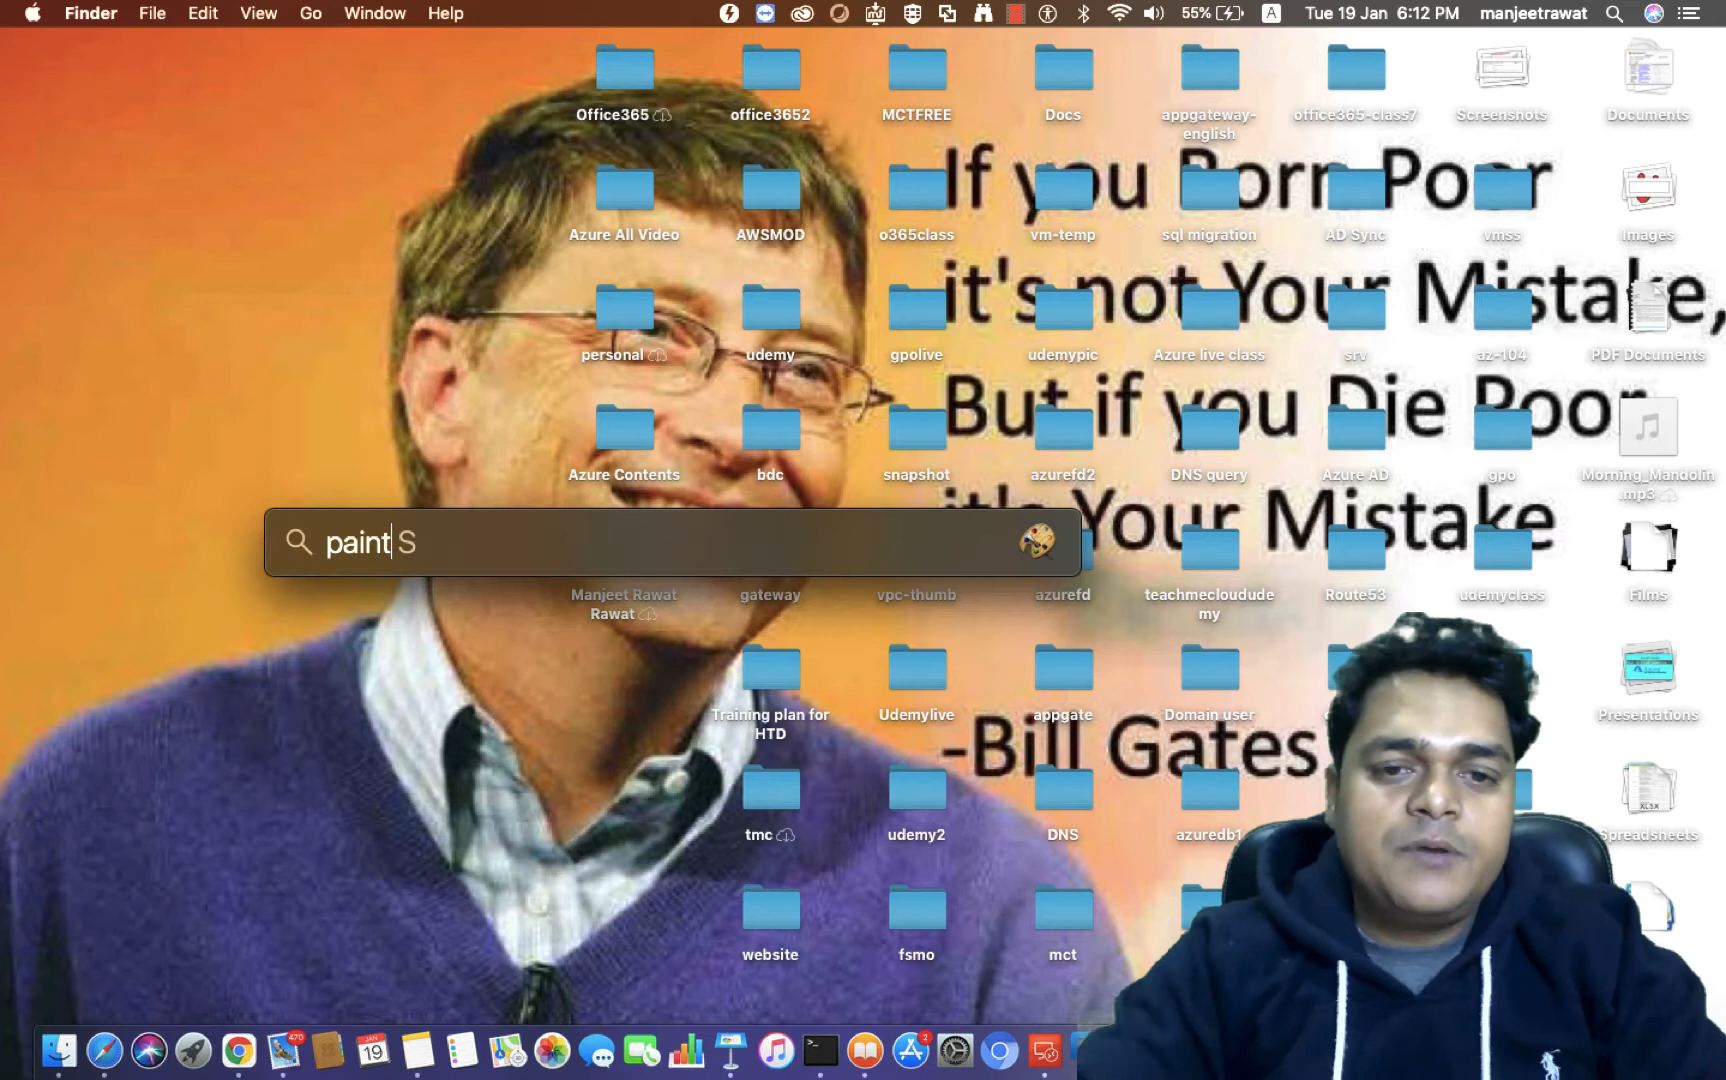 Finder File Edit View Go Window Help
55% A Tue 19 Jan 6:12 PM manjeetrawat
Office365
office3652
MCTFREE
Docs
appgateway-
english
office365-class7
Screenshots
Documents
If you Born Poor
Azure All Video
AWSMOD
o365class
vm-temp
sql migration
AD Sync
vmss
Images
it's not Your Mistake,
personal
udemy
gpolive
udemypic
Azure live class
srv
az-104
PDF Documents
But if you Die Poor
Azure Contents
bdc
snapshot
azurefd2
DNS query
Azure AD
gpo
Morning_Mandolin
.mp3
it's Your Mistake
paint S
Manjeet Rawat
Rawat
gateway
vpc-thumb
azurefd
teachmecloudude
my
Route53
udemyclass
Films
Training plan for
HTD
Udemylive
appgate
Domain user
Presentations
-Bill Gates
tmc
udemy2
DNS
azuredb1
XLSX
Spreadsheets
website
fsmo
mct
470
JAN
19
2